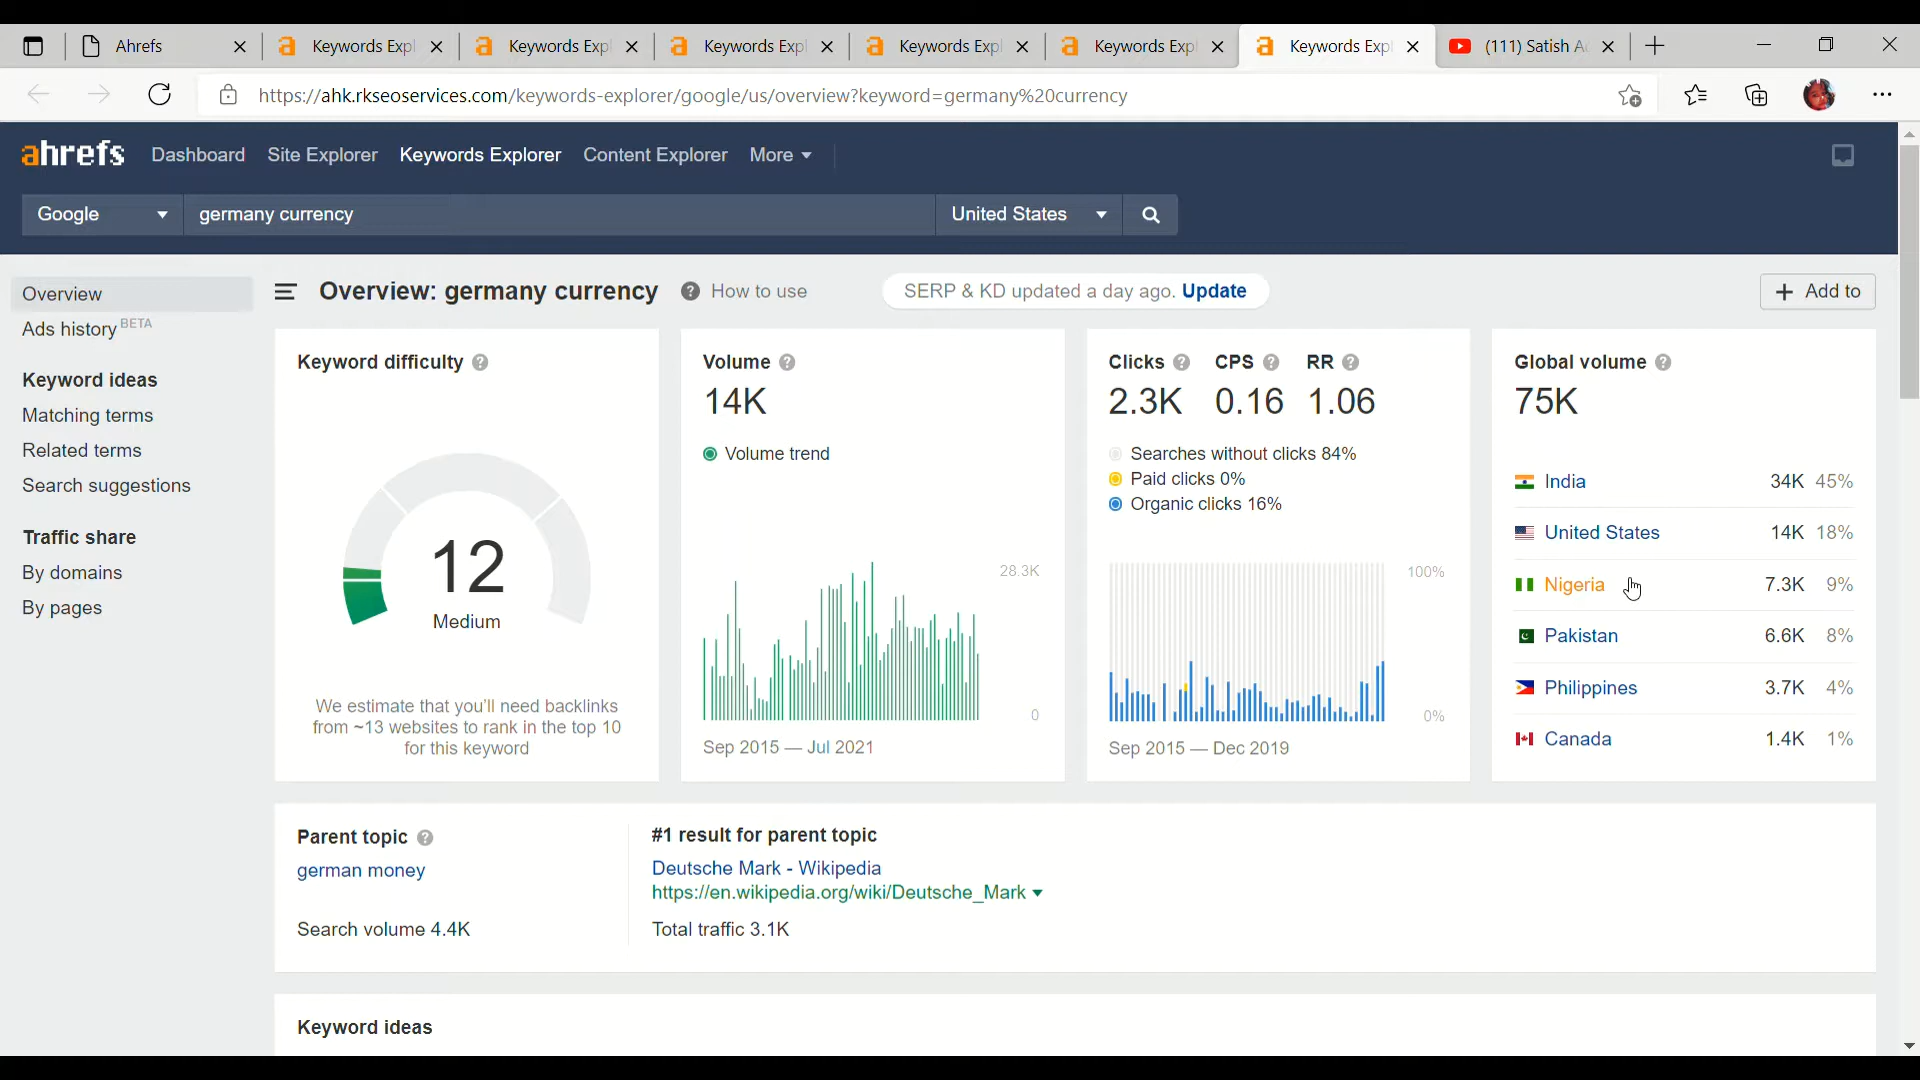 Ahrefs
Keywords Expl
Keywords Exp
Keywords Expl
Keywords Expl
Keywords Expl
Keywords Expl
(111) Satish A
https://ahk.rkseoservices.com/keywords-explorer/google/us/overview?keyword=germany%20currency
ahrefs Dashboard Site Explorer Keywords Explorer Content Explorer More
Google germany currency United States
Overview
Ads history BETA
Keyword ideas
Matching terms
Related terms
Search suggestions
Traffic share
By domains
By pages
Overview: germany currency ? How to use SERP & KD updated a day ago. Update + Add to
Keyword difficulty ?
12
Medium
We estimate that you'll need backlinks
from ~13 websites to rank in the top 10
for this keyword
Volume ?
14K
Volume trend
28.3K
0
Sep 2015 — Jul 2021
Clicks ? CPS ? RR ?
2.3K 0.16 1.06
Searches without clicks 84%
Paid clicks 0%
Organic clicks 16%
100%
0%
Sep 2015 — Dec 2019
Global volume ?
75K
India 34K 45%
United States 14K 18%
Nigeria 7.3K 9%
Pakistan 6.6K 8%
Philippines 3.7K 4%
Canada 1.4K 1%
Parent topic ?
german money
Search volume 4.4K
#1 result for parent topic
Deutsche Mark - Wikipedia
https://en.wikipedia.org/wiki/Deutsche_Mark
Total traffic 3.1K
Keyword ideas